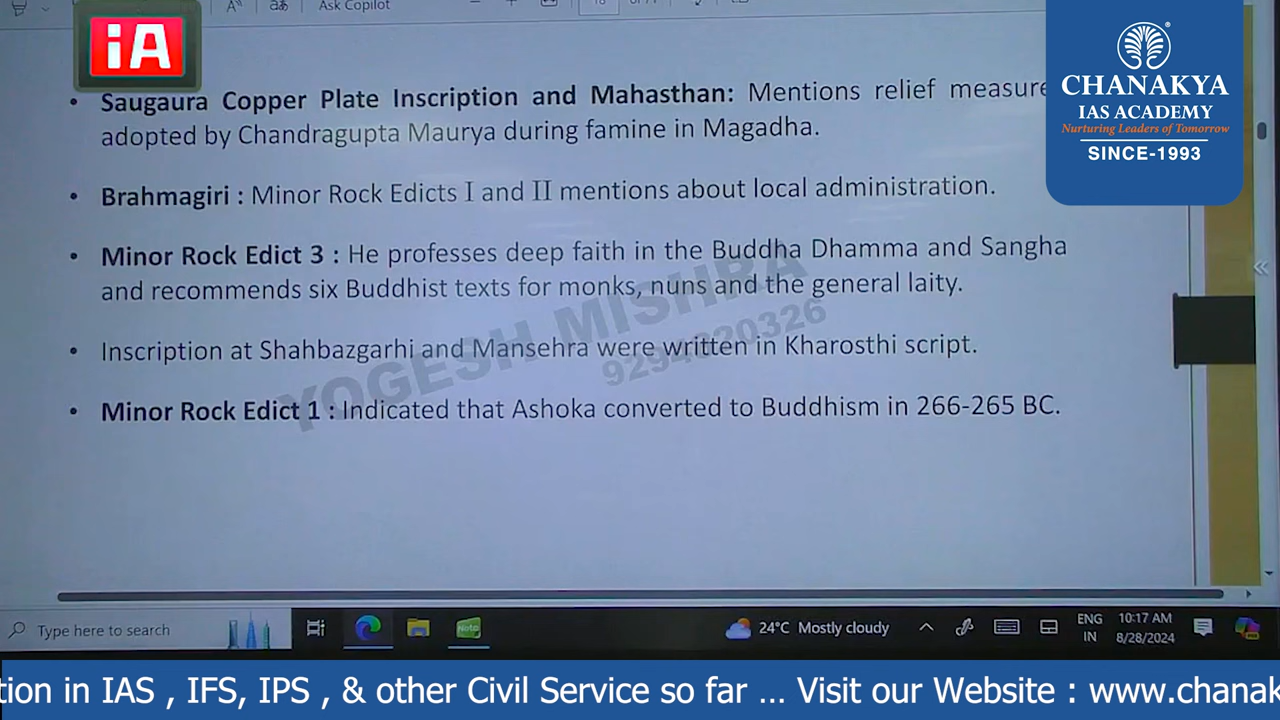 Ask Copilot
iA
CHANAKYA
IAS ACADEMY
Nurturing Leaders of Tomorrow
SINCE-1993
• Saugaura Copper Plate Inscription and Mahasthan: Mentions relief measure
adopted by Chandragupta Maurya during famine in Magadha.
• Brahmagiri : Minor Rock Edicts I and II mentions about local administration.
• Minor Rock Edict 3 : He professes deep faith in the Buddha Dhamma and Sangha
and recommends six Buddhist texts for monks, nuns and the general laity.
YOGESH MISHRA
9294320326
• Inscription at Shahbazgarhi and Mansehra were written in Kharosthi script.
• Minor Rock Edict 1 : Indicated that Ashoka converted to Buddhism in 266-265 BC.
Type here to search
Note
24°C Mostly cloudy
ENG
IN
10:17 AM
8/28/2024
tion in IAS , IFS, IPS , & other Civil Service so far ... Visit our Website : www.chanak